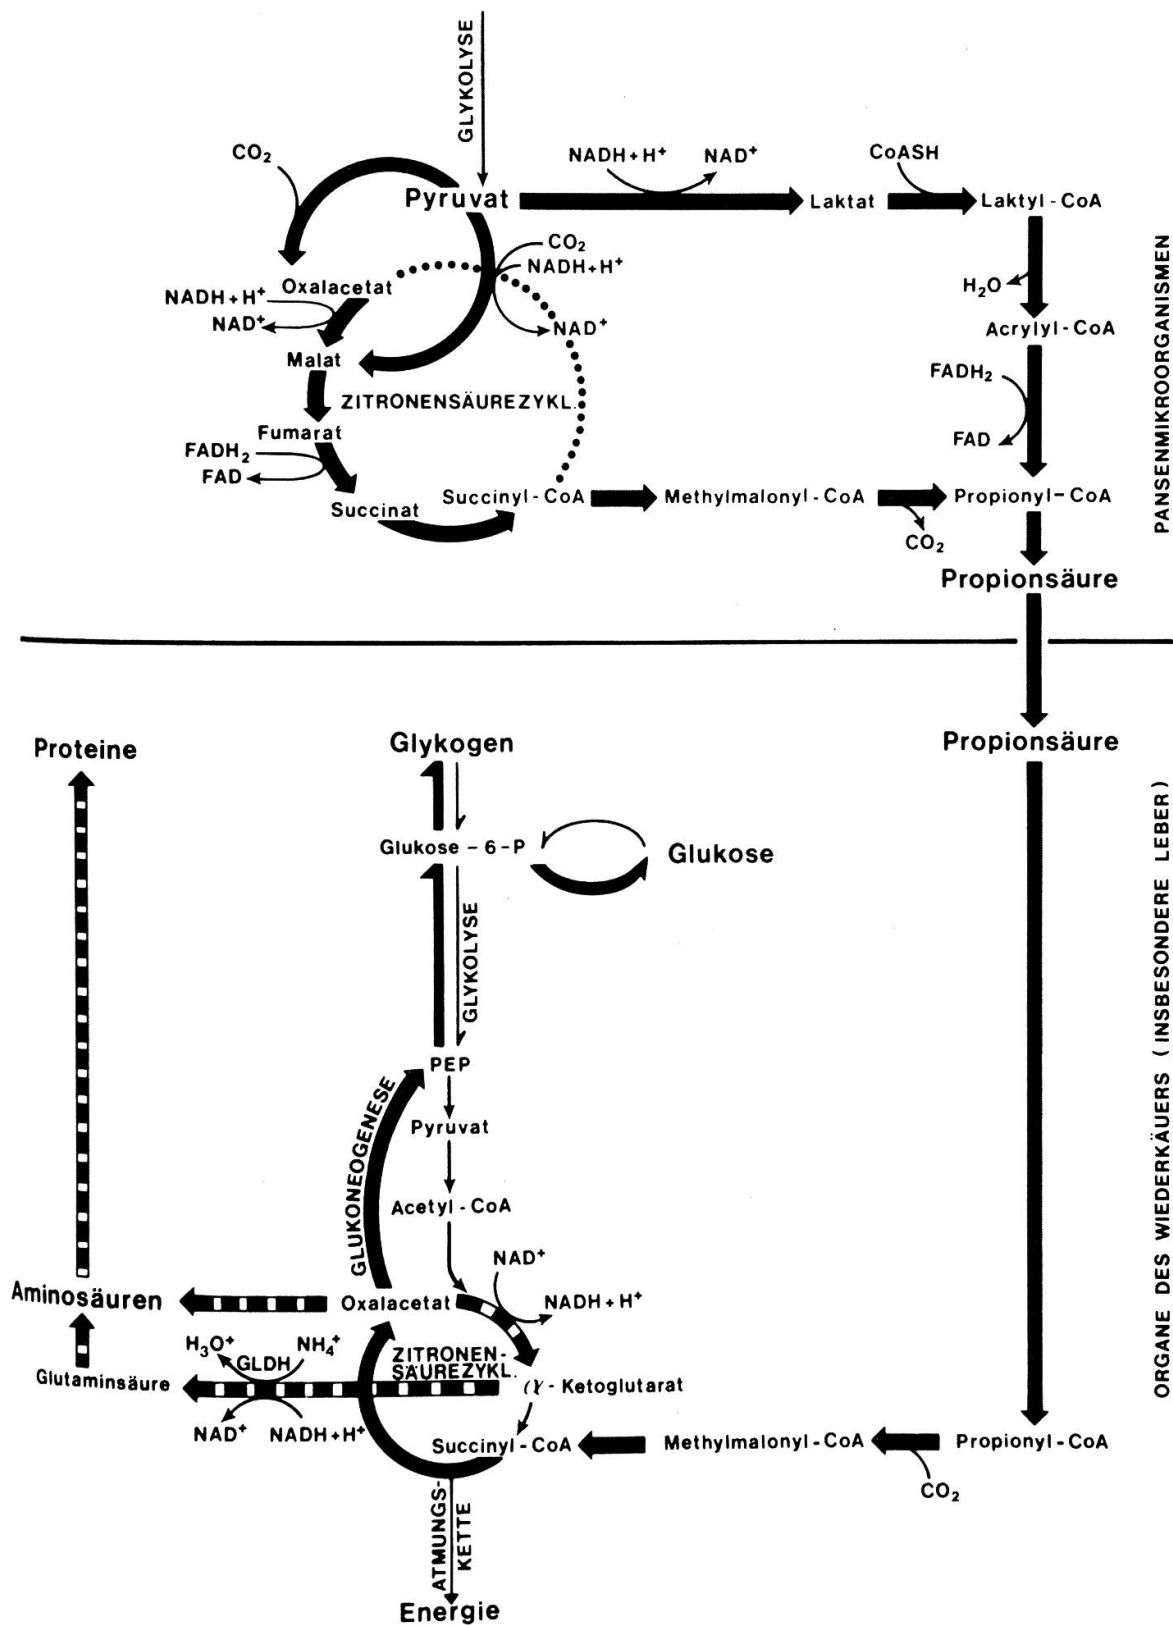 GLYKOLYSE
CO₂
NADH+H⁺
NAD⁺
CoASH
Pyruvat
Laktat
Laktyl-CoA
CO₂
NADH+H⁺
Oxalacetat
NADH+H⁺
NAD⁺
NAD⁺
H₂O
Acrylyl-CoA
Malat
FADH₂
ZITRONENSÄUREZYKL.
Fumarat
FADH₂
FAD
FAD
Succinat
Succinyl-CoA
Methylmalonyl-CoA
Propionyl-CoA
CO₂
Propionsäure
PANSENMIKROORGANISMEN
Proteine
Glykogen
Propionsäure
Glukose-6-P
Glukose
GLYKOLYSE
PEP
GLUKONEOGENESE
Pyruvat
Acetyl-CoA
NAD⁺
Aminosäuren
Oxalacetat
NADH+H⁺
H₃O⁺
NH₄⁺
GLDH
ZITRONEN-
SÄUREZYKL.
Glutaminsäure
α-Ketoglutarat
NAD⁺
NADH+H⁺
Succinyl-CoA
Methylmalonyl-CoA
Propionyl-CoA
CO₂
ATMUNGS-
KETTE
Energie
ORGANE DES WIEDERKÄUERS (INSBESONDERE LEBER)